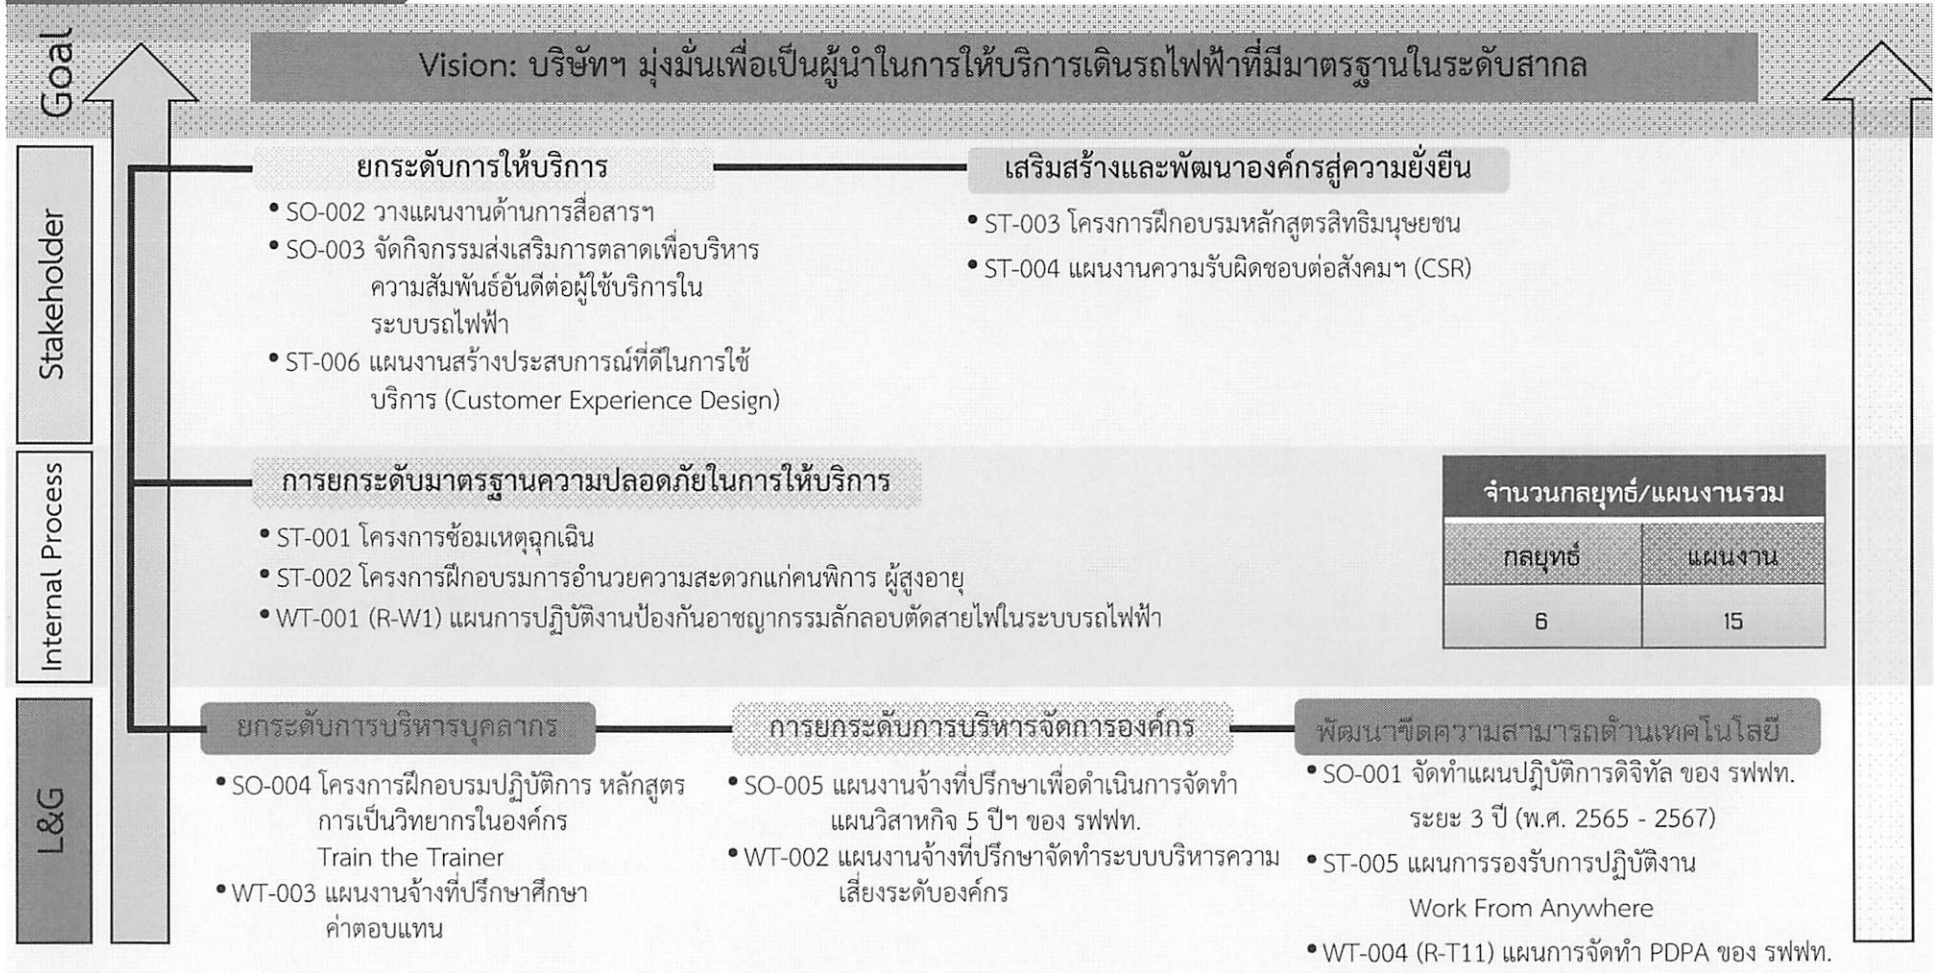 Goal
Vision: บริษัทฯ มุ่งมั่นเพื่อเป็นผู้นำในการให้บริการเดินรถไฟฟ้าที่มีมาตรฐานในระดับสากล
Stakeholder
ยกระดับการให้บริการ
• SO-002 วางแผนงานด้านการสื่อสารฯ
• SO-003 จัดกิจกรรมส่งเสริมการตลาดเพื่อบริหาร
ความสัมพันธ์อันดีต่อผู้ใช้บริการใน
ระบบรถไฟฟ้า
• ST-006 แผนงานสร้างประสบการณ์ที่ดีในการใช้
บริการ (Customer Experience Design)
เสริมสร้างและพัฒนาองค์กรสู่ความยั่งยืน
• ST-003 โครงการฝึกอบรมหลักสูตรสิทธิมนุษยชน
• ST-004 แผนงานความรับผิดชอบต่อสังคมฯ (CSR)
Internal Process
การยกระดับมาตรฐานความปลอดภัยในการให้บริการ
• ST-001 โครงการซ้อมเหตุฉุกเฉิน
• ST-002 โครงการฝึกอบรมการอำนวยความสะดวกแก่คนพิการ ผู้สูงอายุ
• WT-001 (R-W1) แผนการปฏิบัติงานป้องกันอาชญากรรมลักลอบตัดสายไฟในระบบรถไฟฟ้า
จำนวนกลยุทธ์/แผนงานรวม
กลยุทธ์ แผนงาน
6 15
L&G
ยกระดับการบริหารบุคลากร
• SO-004 โครงการฝึกอบรมปฏิบัติการ หลักสูตร
การเป็นวิทยากรในองค์กร
Train the Trainer
• WT-003 แผนงานจ้างที่ปรึกษาศึกษา
ค่าตอบแทน
การยกระดับการบริหารจัดการองค์กร
• SO-005 แผนงานจ้างที่ปรึกษาเพื่อดำเนินการจัดทำ
แผนวิสาหกิจ 5 ปีฯ ของ รฟฟท.
• WT-002 แผนงานจ้างที่ปรึกษาจัดทำระบบบริหารความ
เสี่ยงระดับองค์กร
พัฒนาขีดความสามารถด้านเทคโนโลยี
• SO-001 จัดทำแผนปฏิบัติการดิจิทัล ของ รฟฟท.
ระยะ 3 ปี (พ.ศ. 2565 - 2567)
• ST-005 แผนการรองรับการปฏิบัติงาน
Work From Anywhere
• WT-004 (R-T11) แผนการจัดทำ PDPA ของ รฟฟท.